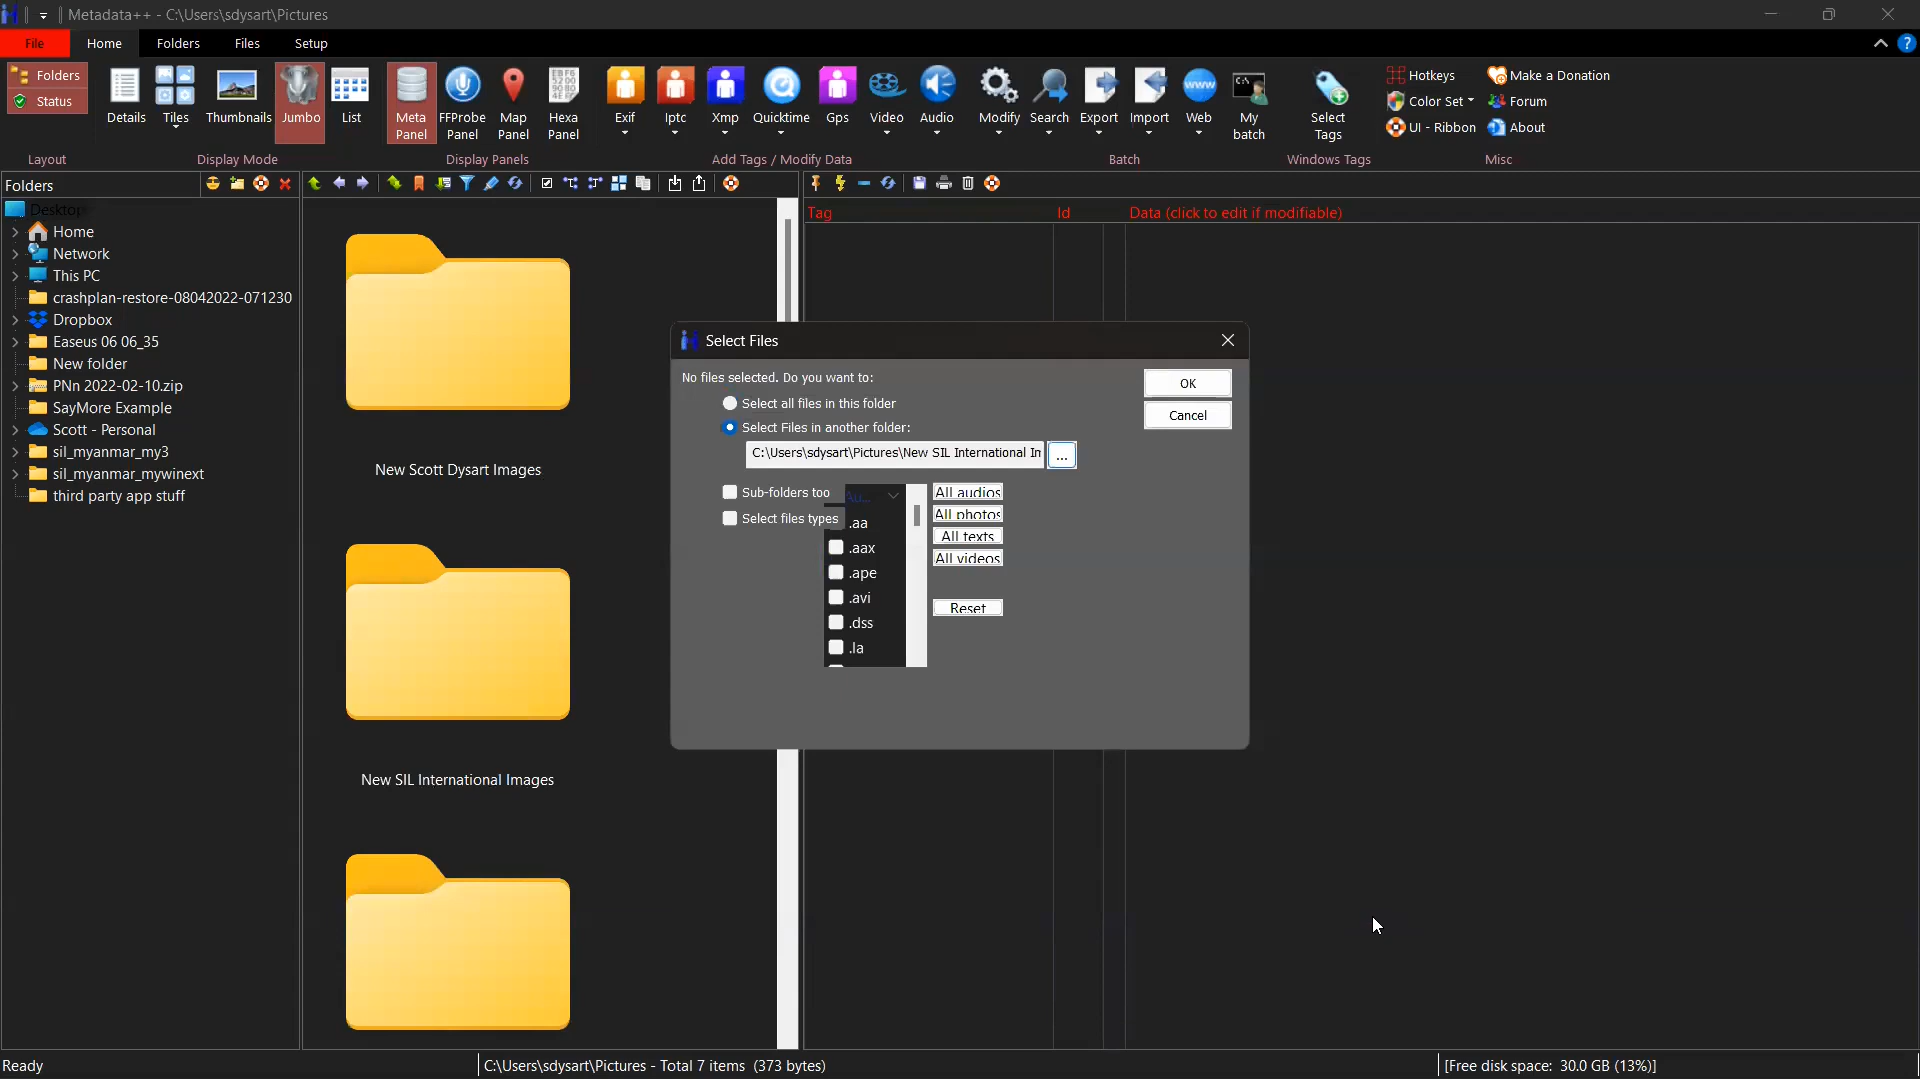 Metadata++ - C:\Users\sdysart\Pictures
File Home Folders Files Setup
Folders
Status
Details Tiles Thumbnails Jumbo List
Meta Panel FFProbe Panel Map Panel Hexa Panel
Exif Iptc Xmp Quicktime Gps Video Audio
Modify Search Export Import Web My batch
Select Tags
Hotkeys Make a Donation
Color Set Forum
UI - Ribbon About
Layout Display Mode Display Panels Add Tags / Modify Data Batch Windows Tags Misc
Folders
Desktop
Home
Network
This PC
crashplan-restore-08042022-071230
Dropbox
Easeus 06 06_35
New folder
PNn 2022-02-10.zip
SayMore Example
Scott - Personal
sil_myanmar_my3
sil_myanmar_mywinext
third party app stuff
New Scott Dysart Images
New SIL International Images
Tag Id Data (click to edit if modifiable)
Select Files
No files selected. Do you want to:
OK
Cancel
Select all files in this folder
Select Files in another folder:
C:\Users\sdysart\Pictures\New SIL International Im
...
Sub-folders too
Select files types
Au...
.aa
.aax
.ape
.avi
.dss
.la
All audios
All photos
All texts
All videos
Reset
Ready
C:\Users\sdysart\Pictures - Total 7 items (373 bytes)
[Free disk space: 30.0 GB (13%)]